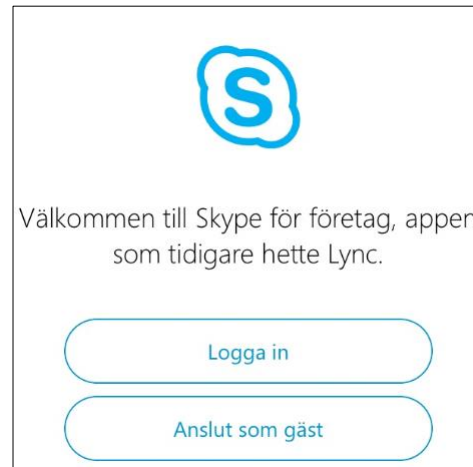 S
Välkommen till Skype för företag, appen
som tidigare hette Lync.
Logga in
Anslut som gäst